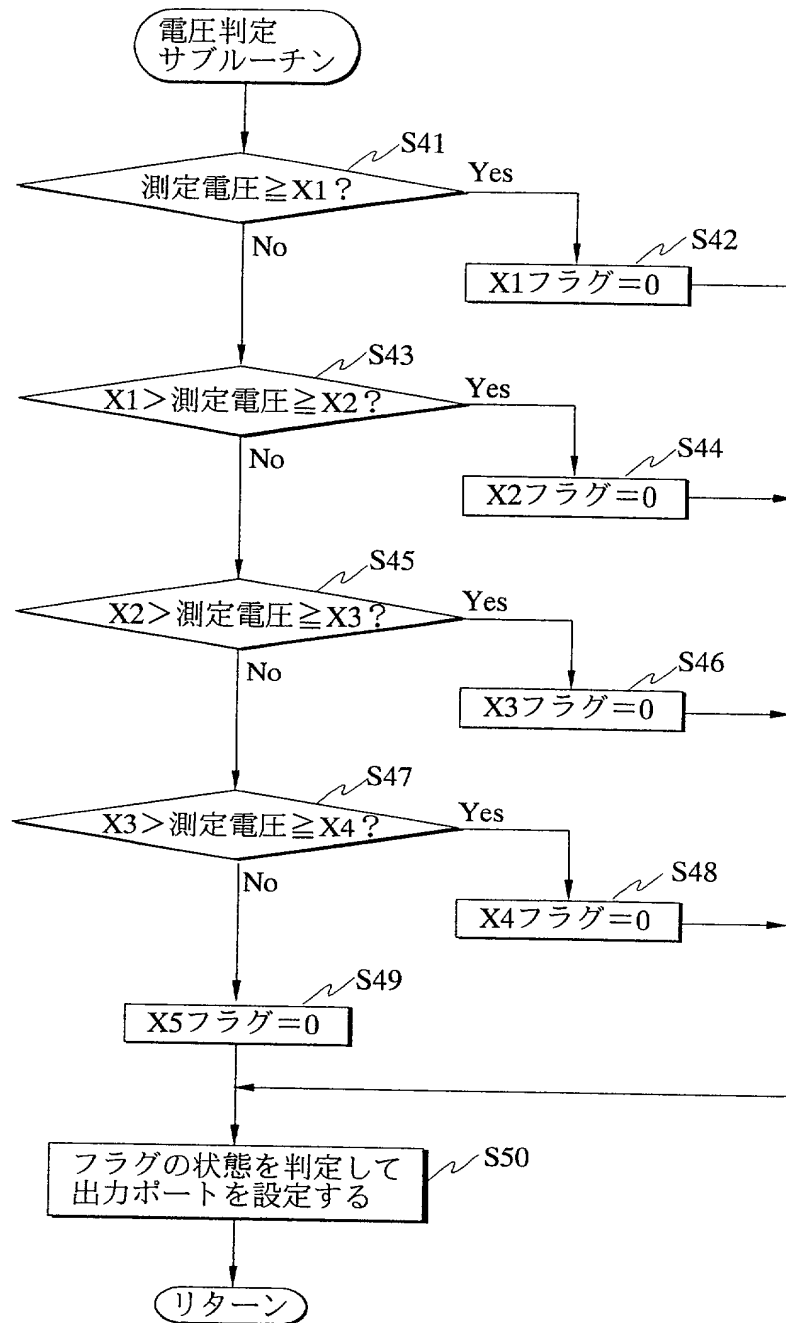 電圧判定
サブルーチン
S41
測定電圧≧X1？
Yes
No
S42
X1フラグ＝0
S43
X1＞測定電圧≧X2？
Yes
No
S44
X2フラグ＝0
S45
X2＞測定電圧≧X3？
Yes
No
S46
X3フラグ＝0
S47
X3＞測定電圧≧X4？
Yes
No
S48
X4フラグ＝0
S49
X5フラグ＝0
フラグの状態を判定して
出力ポートを設定する
S50
リターン